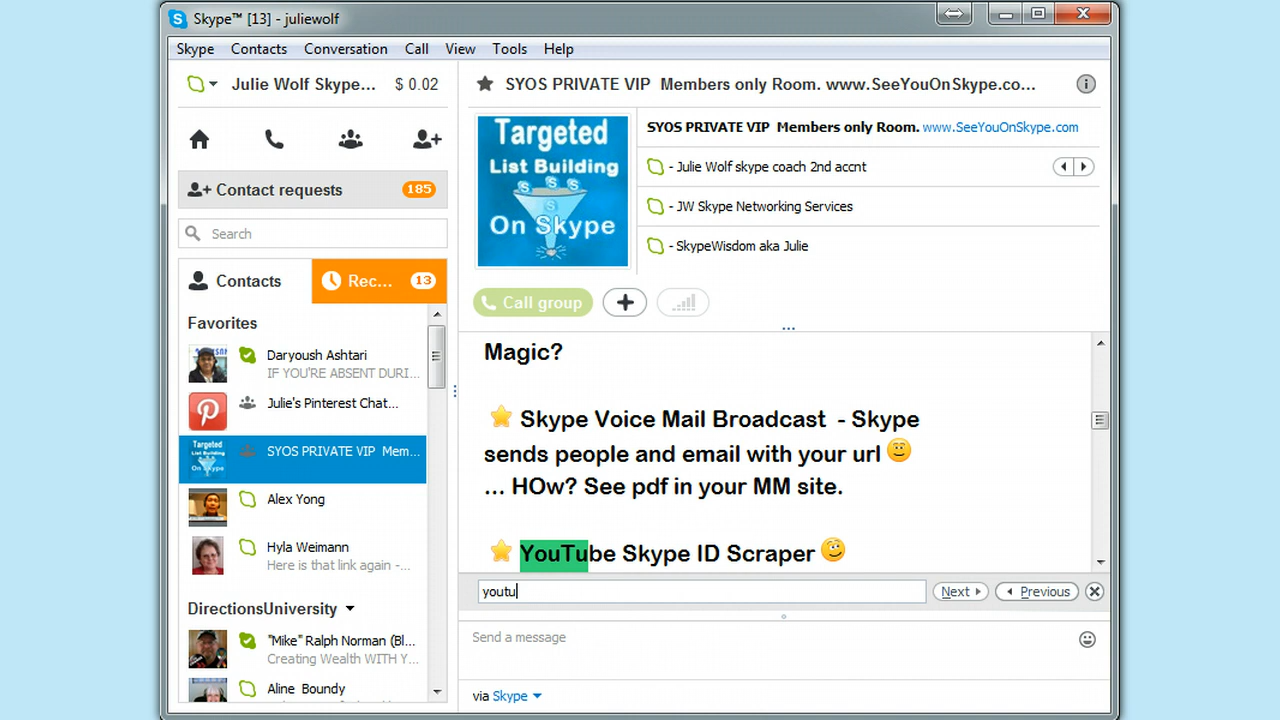 Skype™ [13] - juliewolf
Skype Contacts Conversation Call View Tools Help
Julie Wolf Skype... $ 0.02
Contact requests 185
Search
Contacts Rec... 13
Favorites
Daryoush Ashtari
IF YOU'RE ABSENT DURI...
Julie's Pinterest Chat...
Targeted
List Building
On Skype
SYOS PRIVATE VIP Mem...
Alex Yong
Hyla Weimann
Here is that link again -...
DirectionsUniversity
"Mike" Ralph Norman (Bl...
Creating Wealth WITH Y...
Aline Boundy
SYOS PRIVATE VIP Members only Room. www.SeeYouOnSkype.co...
Targeted
List Building
On Skype
SYOS PRIVATE VIP Members only Room. www.SeeYouOnSkype.com
- Julie Wolf skype coach 2nd accnt
- JW Skype Networking Services
- SkypeWisdom aka Julie
Call group
Magic?
Skype Voice Mail Broadcast - Skype
sends people and email with your url
... HOw? See pdf in your MM site.
YouTube Skype ID Scraper
youtu Next Previous
Send a message
via Skype